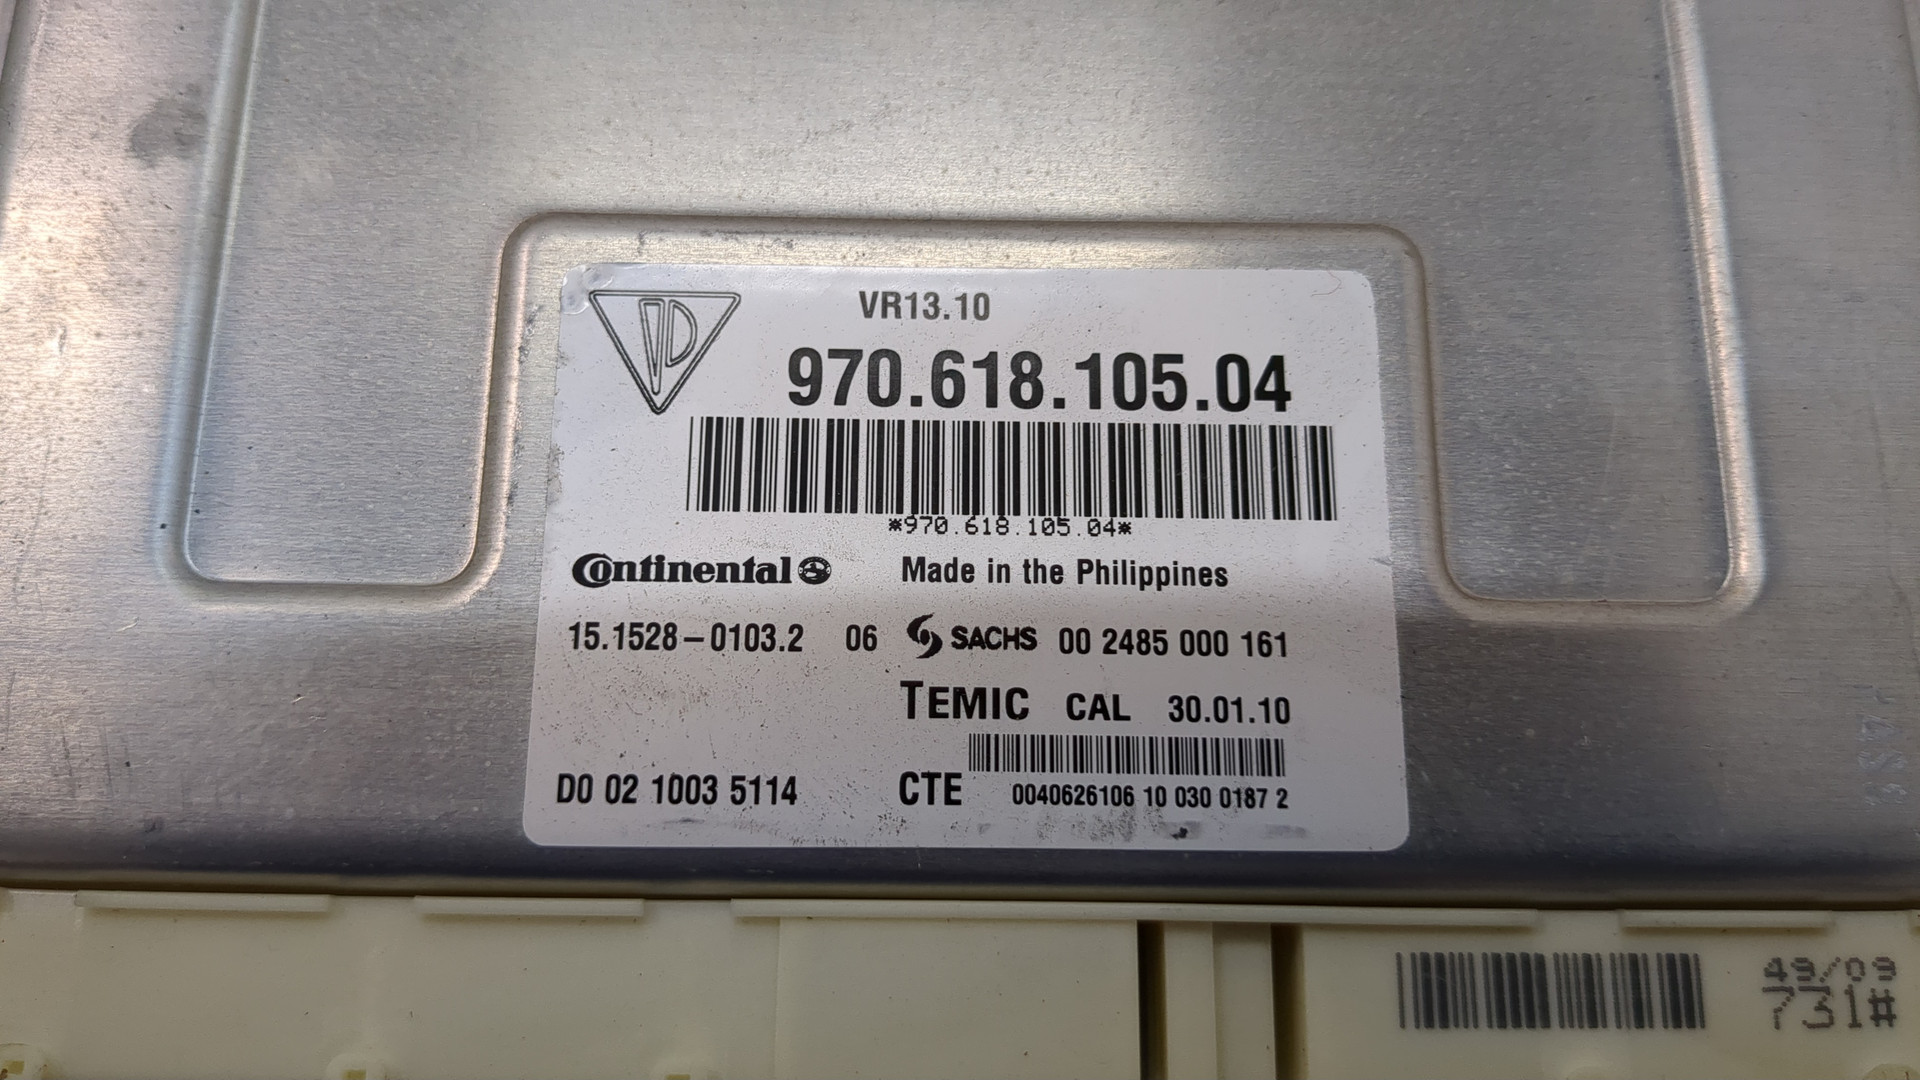 VR13.10
970.618.105.04
*970.618.105.04*
Continental Made in the Philippines
15.1528-0103.2 06 SACHS 00 2485 000 161
TEMIC CAL 30.01.10
D0 02 1003 5114 CTE 0040626106 10 030 0187 2
49/09
731#